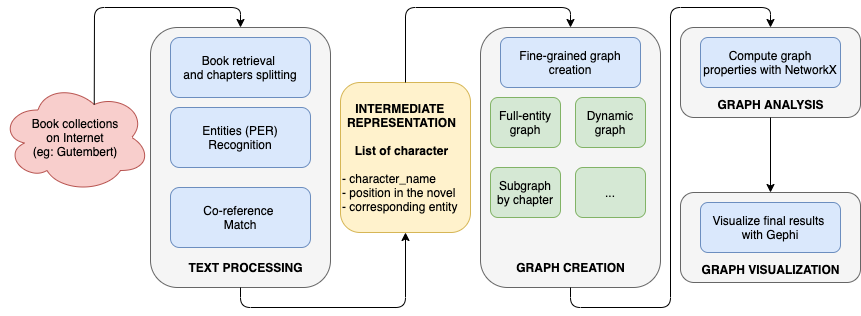 Book collections
on Internet
(eg: Gutembert)
Book retrieval
and chapters splitting
Entities (PER)
Recognition
Co-reference
Match
TEXT PROCESSING
INTERMEDIATE
REPRESENTATION
List of character
- character_name
- position in the novel
- corresponding entity
Fine-grained graph
creation
Full-entity
graph
Dynamic
graph
Subgraph
by chapter
...
GRAPH CREATION
Compute graph
properties with NetworkX
GRAPH ANALYSIS
Visualize final results
with Gephi
GRAPH VISUALIZATION